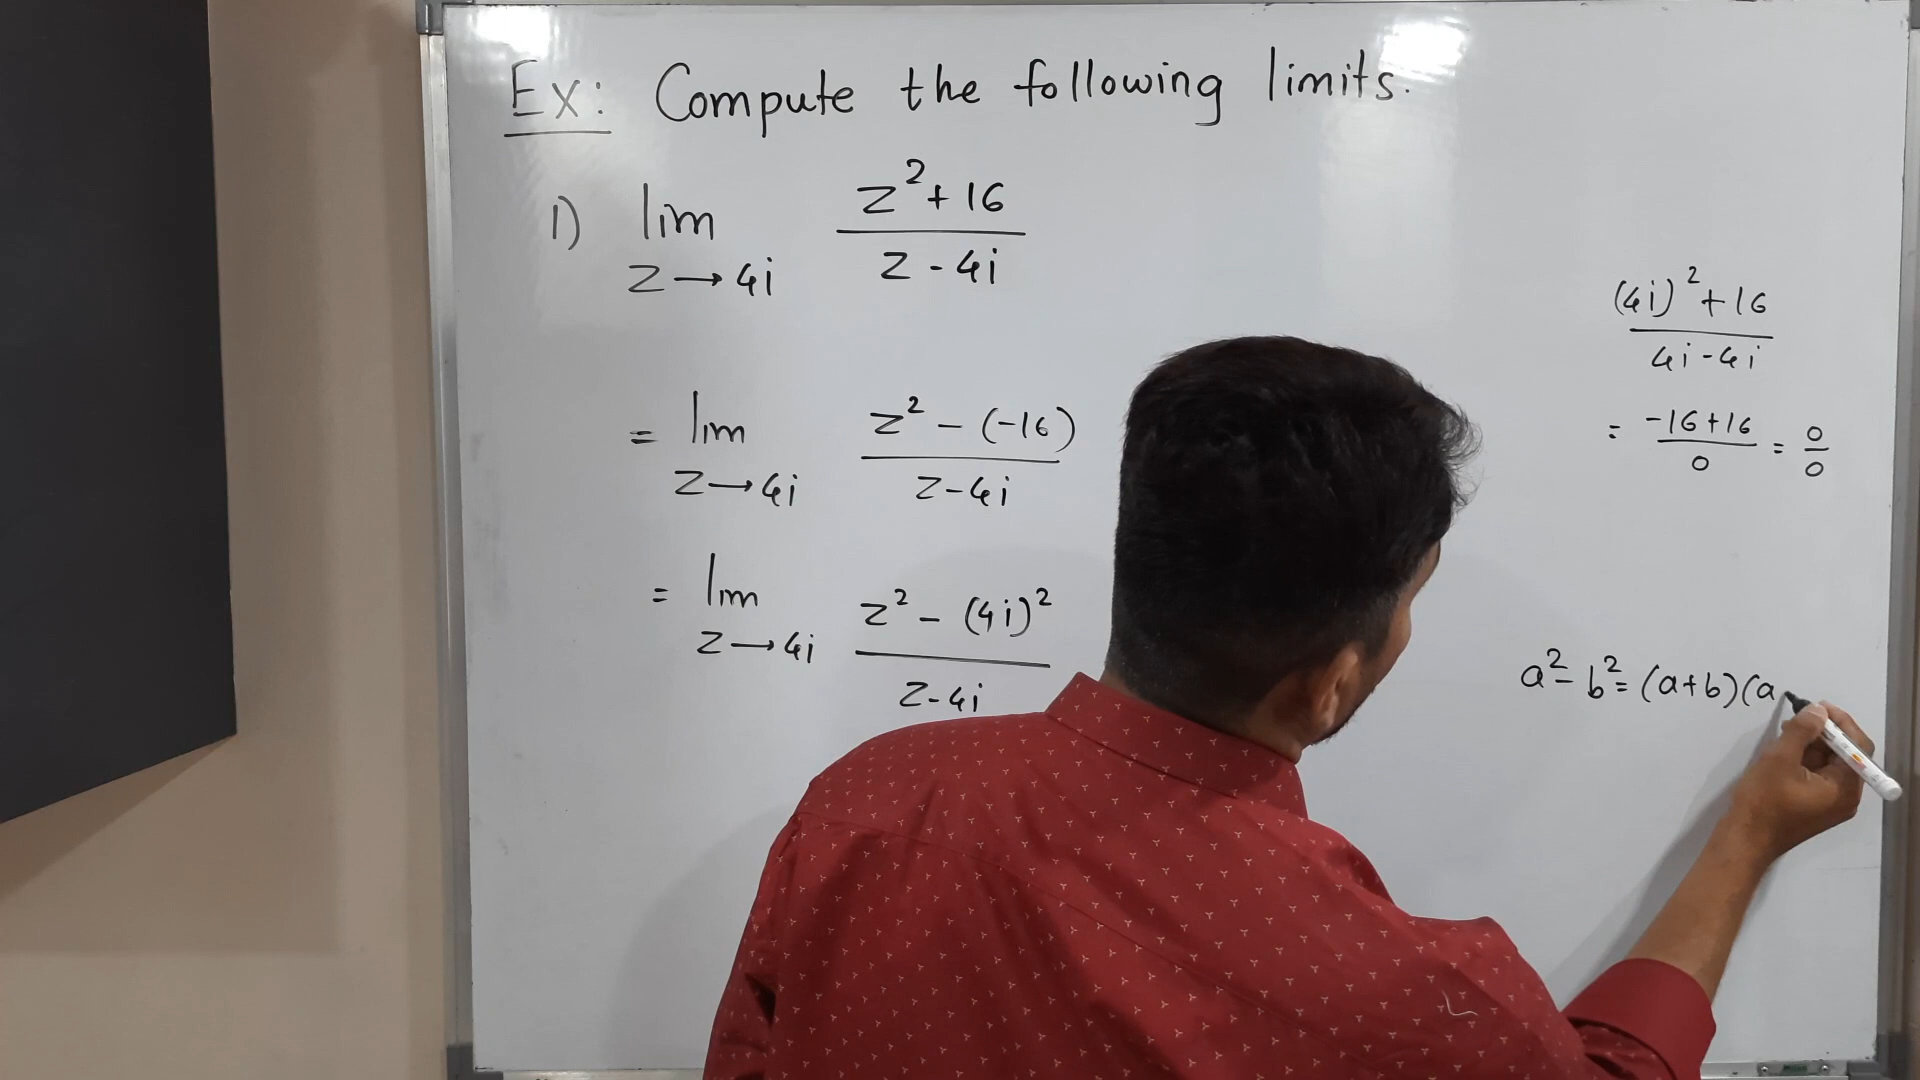 Ex: Compute the following limits.
1) lim z→4i (z² + 16)/(z - 4i)
= lim z→4i (z² - (-16))/(z - 4i)
= lim z→4i (z² - (4i)²)/(z - 4i)
((4i)² + 16)/(4i - 4i)
= (-16 + 16)/0 = 0/0
a² - b² = (a+b)(a